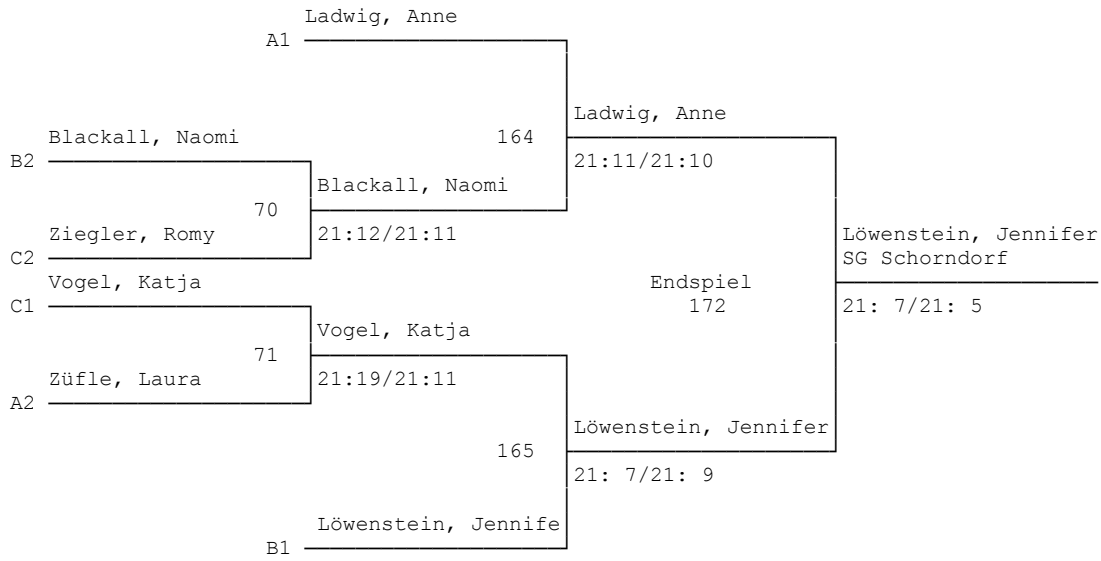 Ladwig, Anne
A1
Ladwig, Anne
Blackall, Naomi 164
B2 21:11/21:10
Blackall, Naomi
70
Ziegler, Romy 21:12/21:11 Löwenstein, Jennifer
C2 SG Schorndorf
Vogel, Katja Endspiel
C1 172 21: 7/21: 5
Vogel, Katja
71
Züfle, Laura 21:19/21:11
A2
Löwenstein, Jennifer
165
21: 7/21: 9
Löwenstein, Jennife
B1